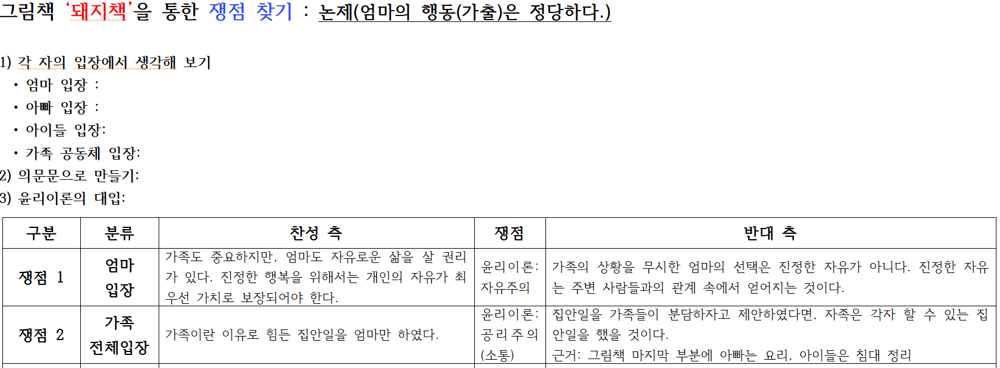 그림책 ‘돼지책’을 통한 쟁점 찾기 : 논제(엄마의 행동(가출)은 정당하다.)
1) 각 자의 입장에서 생각해 보기
• 엄마 입장 :
• 아빠 입장 :
• 아이들 입장:
• 가족 공동체 입장:
2) 의문문으로 만들기:
3) 윤리이론의 대입:
구분 분류 찬성 측 쟁점 반대 측
쟁점 1
엄마
입장
가족도 중요하지만, 엄마도 자유로운 삶을 살 권리
가 있다. 진정한 행복을 위해서는 개인의 자유가 최
우선 가치로 보장되어야 한다.
윤리이론:
자유주의
가족의 상황을 무시한 엄마의 선택은 진정한 자유가 아니다. 진정한 자유
는 주변 사람들과의 관계 속에서 얻어지는 것이다.
쟁점 2
가족
전체입장
가족이란 이유로 힘든 집안일을 엄마만 하였다.
윤리이론:
공리주의
(소통)
집안일을 가족들이 분담하자고 제안하였다면, 자족은 각자 할 수 있는 집
안일을 했을 것이다.
근거: 그림책 마지막 부분에 아빠는 요리, 아이들은 침대 정리